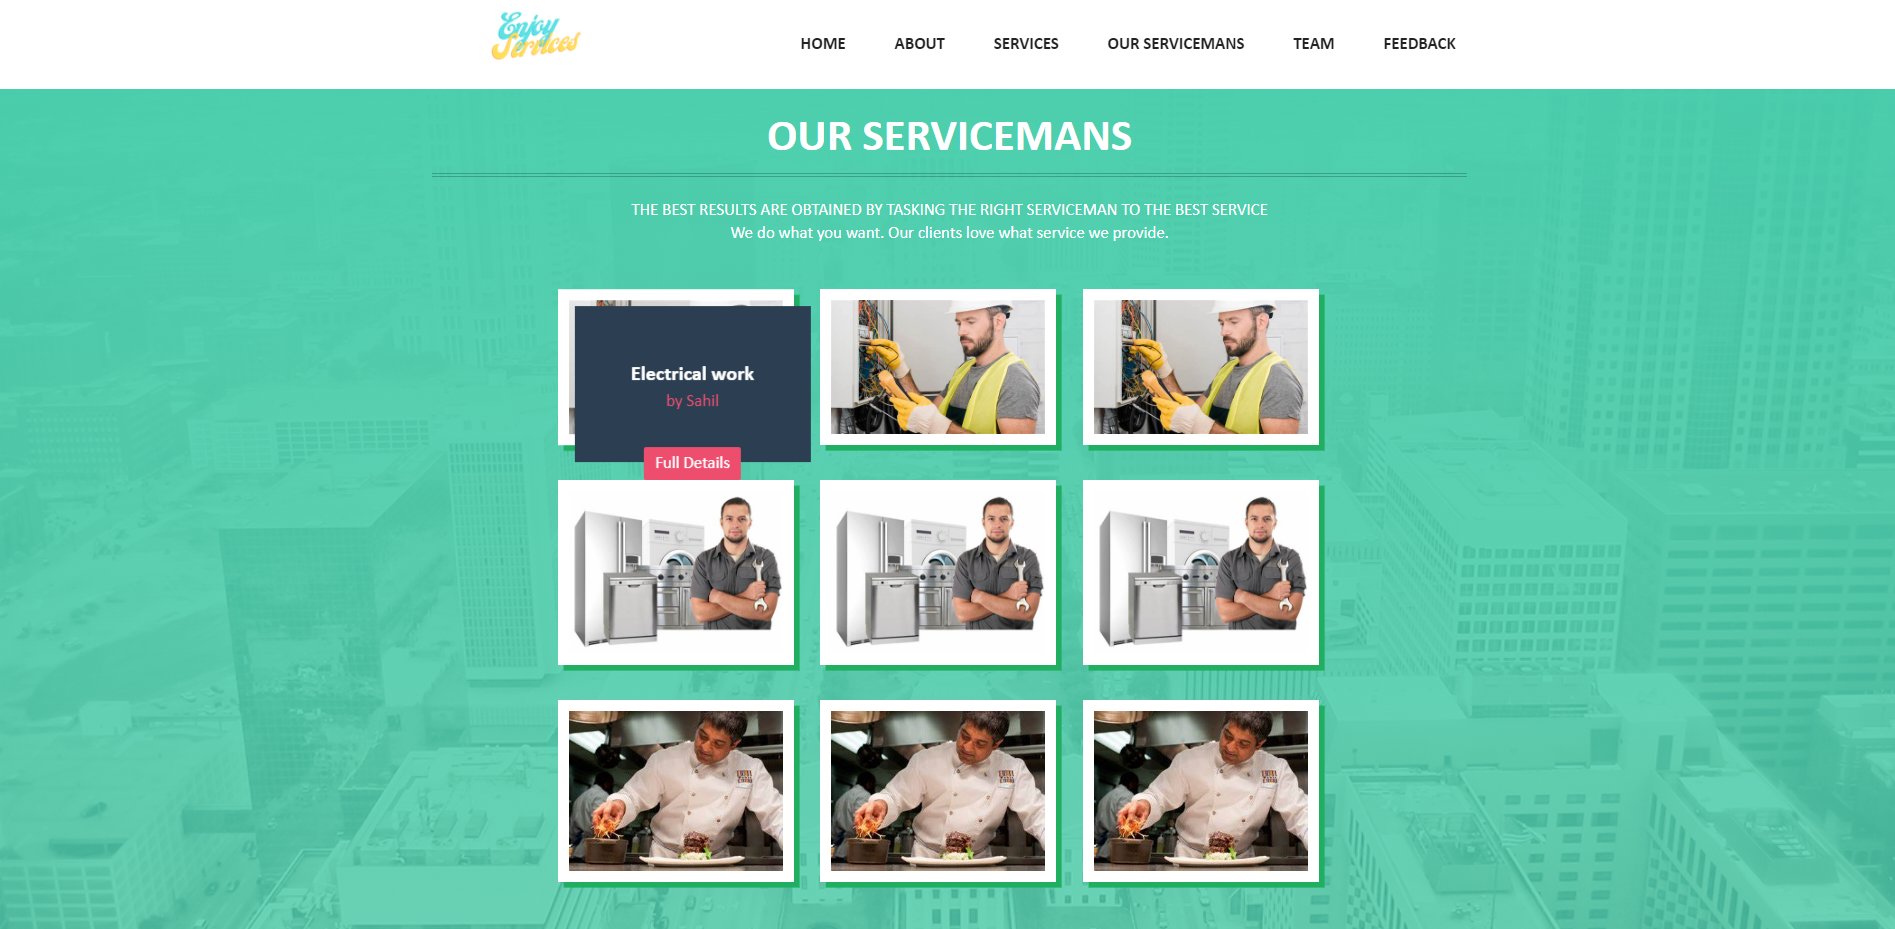 Enjoy
Services
HOME ABOUT SERVICES OUR SERVICEMANS TEAM FEEDBACK
OUR SERVICEMANS
THE BEST RESULTS ARE OBTAINED BY TASKING THE RIGHT SERVICEMAN TO THE BEST SERVICE
We do what you want. Our clients love what service we provide.
Electrical work
by Sahil
Full Details